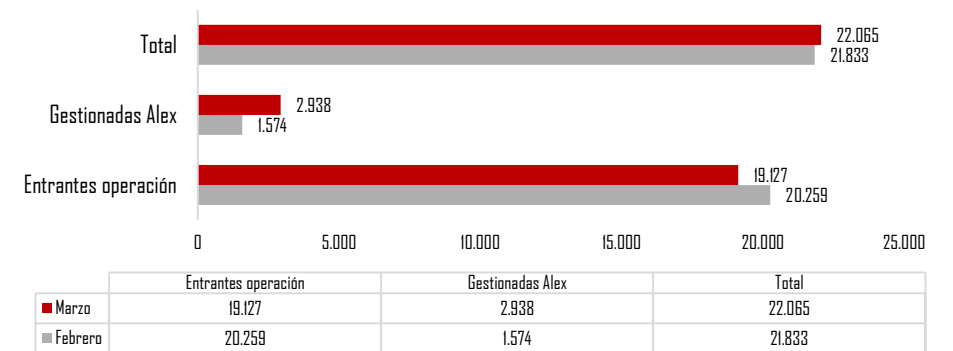 Total
22.065
21.833
Gestionadas Alex
2.938
1.574
Entrantes operación
19.127
20.259
0 5.000 10.000 15.000 20.000 25.000
Entrantes operación Gestionadas Alex Total
Marzo 19.127 2.938 22.065
Febrero 20.259 1.574 21.833